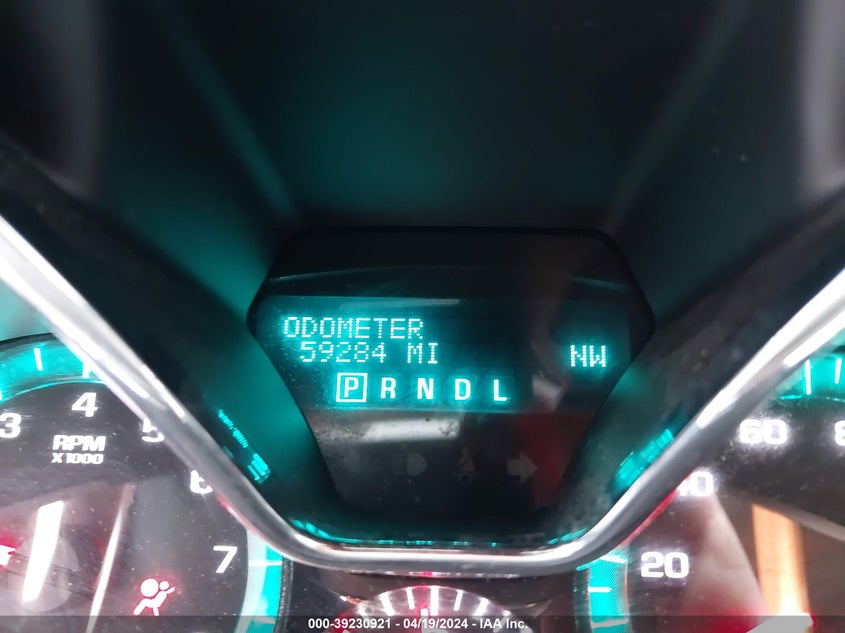 ODOMETER
59284 MI
NW
P R N D L
3
4
5
6
7
RPM
X1000
20
40
60
8
000-39230921 - 04/19/2024 - IAA Inc.